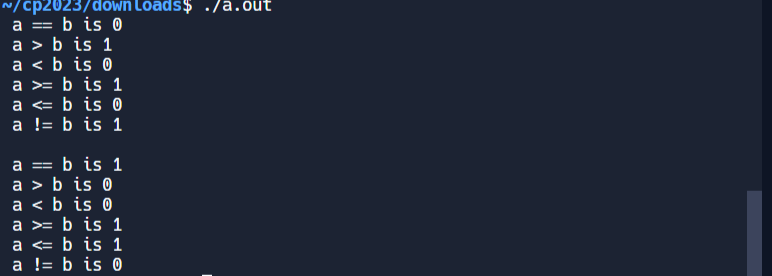 ~/cp2023/downloads$ ./a.out
a == b is 0
a > b is 1
a < b is 0
a >= b is 1
a <= b is 0
a != b is 1

a == b is 1
a > b is 0
a < b is 0
a >= b is 1
a <= b is 1
a != b is 0